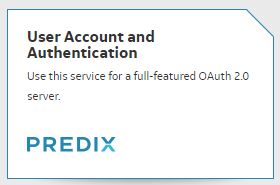 User Account and
Authentication
Use this service for a full-featured OAuth 2.0
server.
PREDIX